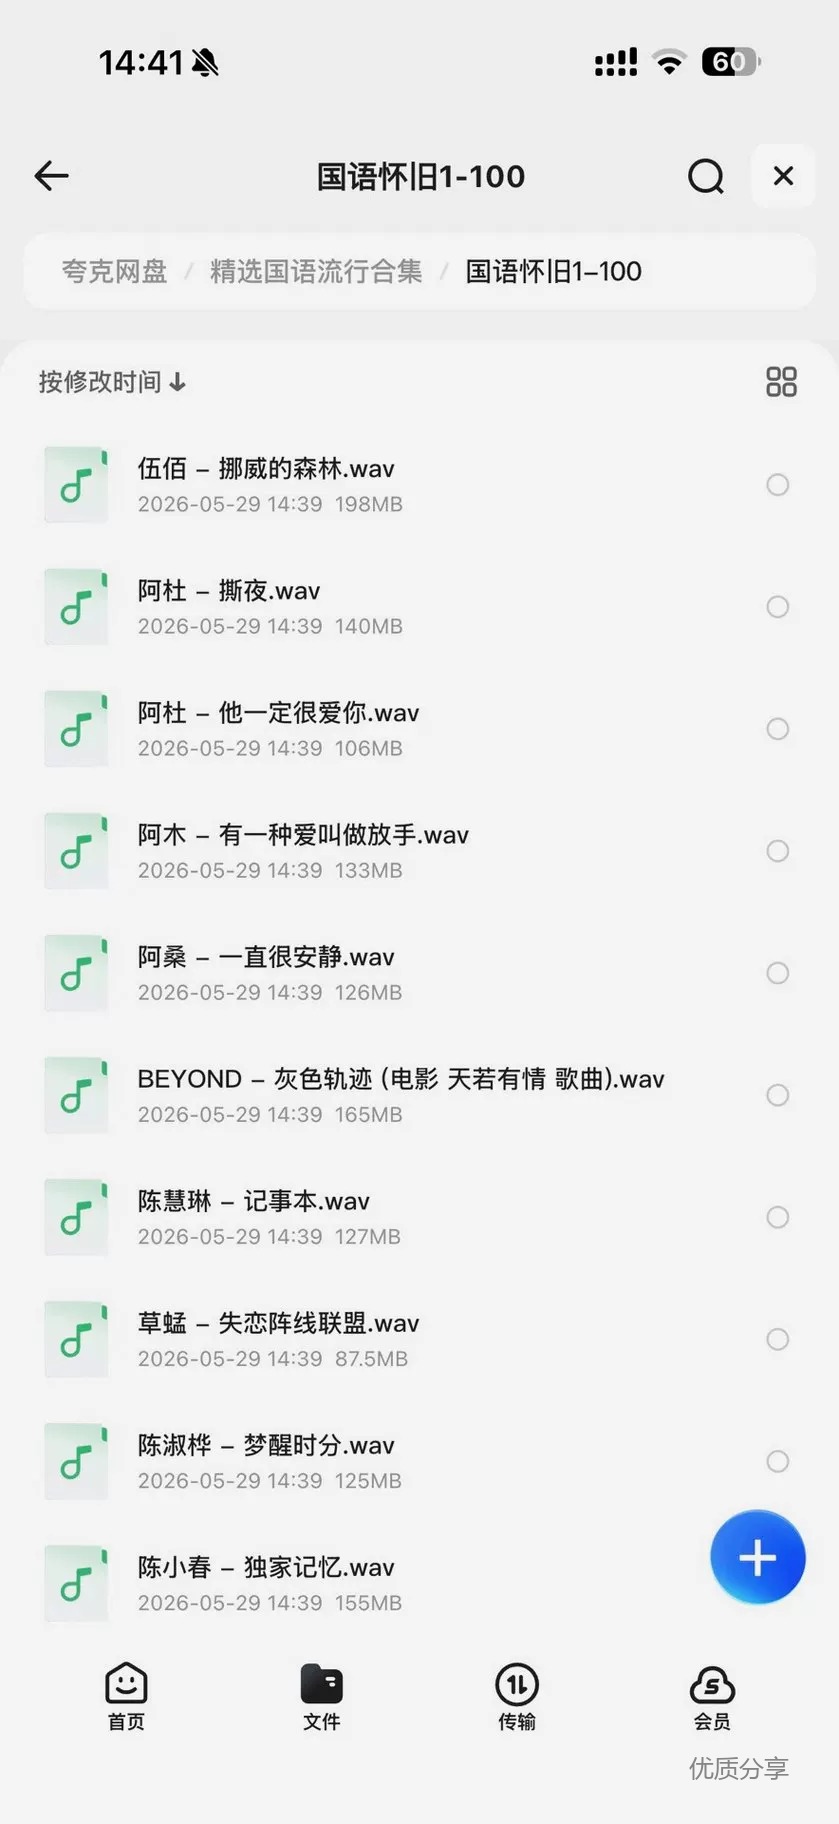 14:41
60
国语怀旧1-100
夸克网盘 / 精选国语流行合集 / 国语怀旧1-100
按修改时间↓
伍佰 – 挪威的森林.wav
2026-05-29 14:39 198MB
阿杜 – 撕夜.wav
2026-05-29 14:39 140MB
阿杜 – 他一定很爱你.wav
2026-05-29 14:39 106MB
阿木 – 有一种爱叫做放手.wav
2026-05-29 14:39 133MB
阿桑 – 一直很安静.wav
2026-05-29 14:39 126MB
BEYOND – 灰色轨迹 (电影 天若有情 歌曲).wav
2026-05-29 14:39 165MB
陈慧琳 – 记事本.wav
2026-05-29 14:39 127MB
草蜢 – 失恋阵线联盟.wav
2026-05-29 14:39 87.5MB
陈淑桦 – 梦醒时分.wav
2026-05-29 14:39 125MB
陈小春 – 独家记忆.wav
2026-05-29 14:39 155MB
首页 文件 传输 会员
优质分享